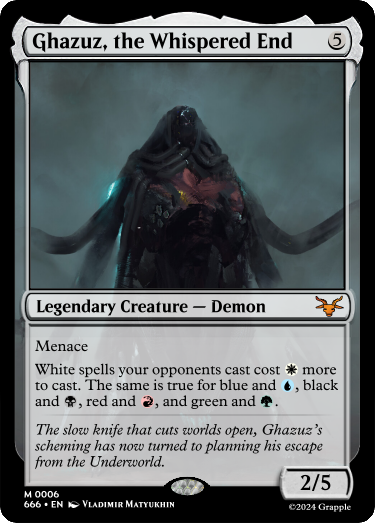 Ghazuz, the Whispered End 5
Legendary Creature — Demon
Menace
White spells your opponents cast cost more
to cast. The same is true for blue and , black
and , red and , and green and .
The slow knife that cuts worlds open, Ghazuz's
scheming has now turned to planning his escape
from the Underworld.
2/5
M 0006
666 • EN Vladimir Matyukhin
©2024 Grapple